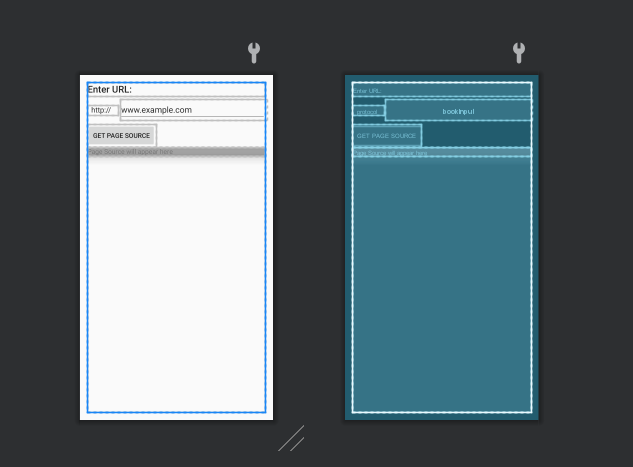 Enter URL:
http://
www.example.com
GET PAGE SOURCE
Page Source will appear here
Enter URL:
bookInput
GET PAGE SOURCE
Page Source will appear here